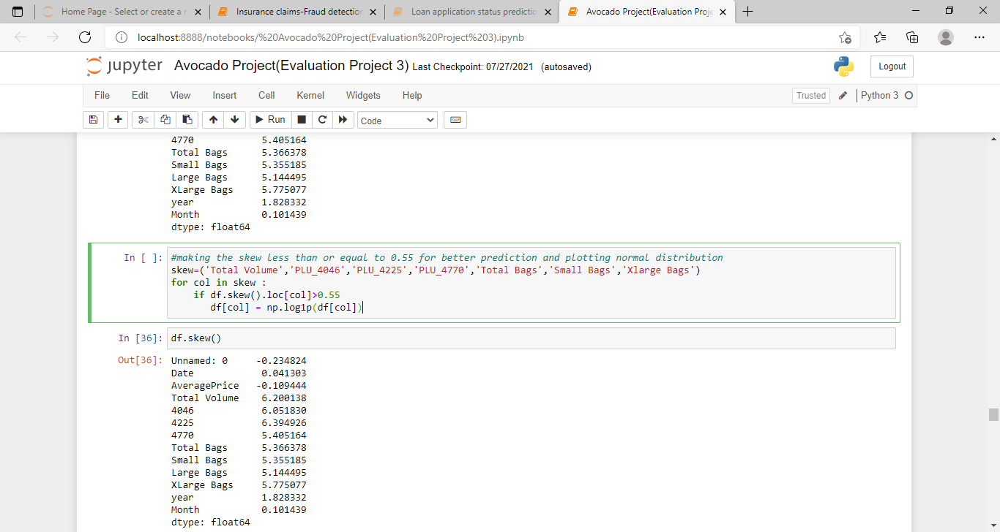 Home Page - Select or create a n
Insurance claims-Fraud detection
Loan application status predictio
Avocado Project(Evaluation Proje
localhost:8888/notebooks/%20Avocado%20Project(Evaluation%20Project%203).ipynb
jupyter Avocado Project(Evaluation Project 3) Last Checkpoint: 07/27/2021 (autosaved)
Logout
File Edit View Insert Cell Kernel Widgets Help
Trusted Python 3
Run Code
4770 5.405164
Total Bags 5.366378
Small Bags 5.355185
Large Bags 5.144495
XLarge Bags 5.775077
year 1.828332
Month 0.101439
dtype: float64
In [ ]: #making the skew less than or equal to 0.55 for better prediction and plotting normal distribution
skew=('Total Volume','PLU_4046','PLU_4225','PLU_4770','Total Bags','Small Bags','Xlarge Bags')
for col in skew :
    if df.skew().loc[col]>0.55
       df[col] = np.log1p(df[col])
In [36]: df.skew()
Out[36]: Unnamed: 0 -0.234824
Date 0.041303
AveragePrice -0.109444
Total Volume 6.200138
4046 6.051830
4225 6.394926
4770 5.405164
Total Bags 5.366378
Small Bags 5.355185
Large Bags 5.144495
XLarge Bags 5.775077
year 1.828332
Month 0.101439
dtype: float64